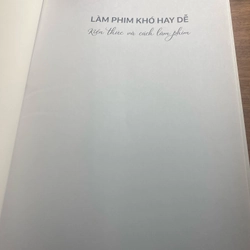 LÀM PHIM KHÓ HAY DỄ
Kiến thức và cách làm phim